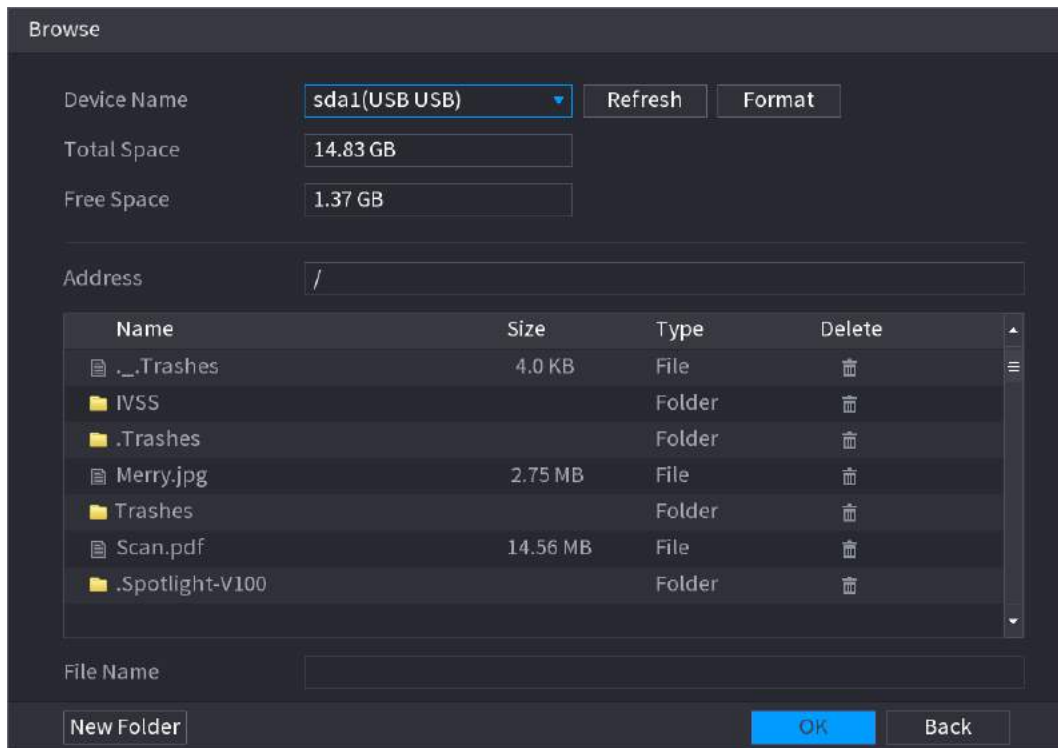 Browse
Device Name sda1(USB USB) Refresh Format
Total Space 14.83 GB
Free Space 1.37 GB
Address /
Name Size Type Delete
._.Trashes 4.0 KB File
IVSS Folder
.Trashes Folder
Merry.jpg 2.75 MB File
Trashes Folder
Scan.pdf 14.56 MB File
.Spotlight-V100 Folder
File Name
New Folder OK Back